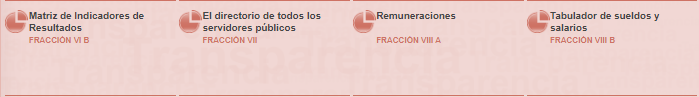 Matriz de Indicadores de
Resultados
FRACCIÓN VI B
El directorio de todos los
servidores públicos
FRACCIÓN VII
Remuneraciones
FRACCIÓN VIII A
Tabulador de sueldos y
salarios
FRACCIÓN VIII B
Transparencia